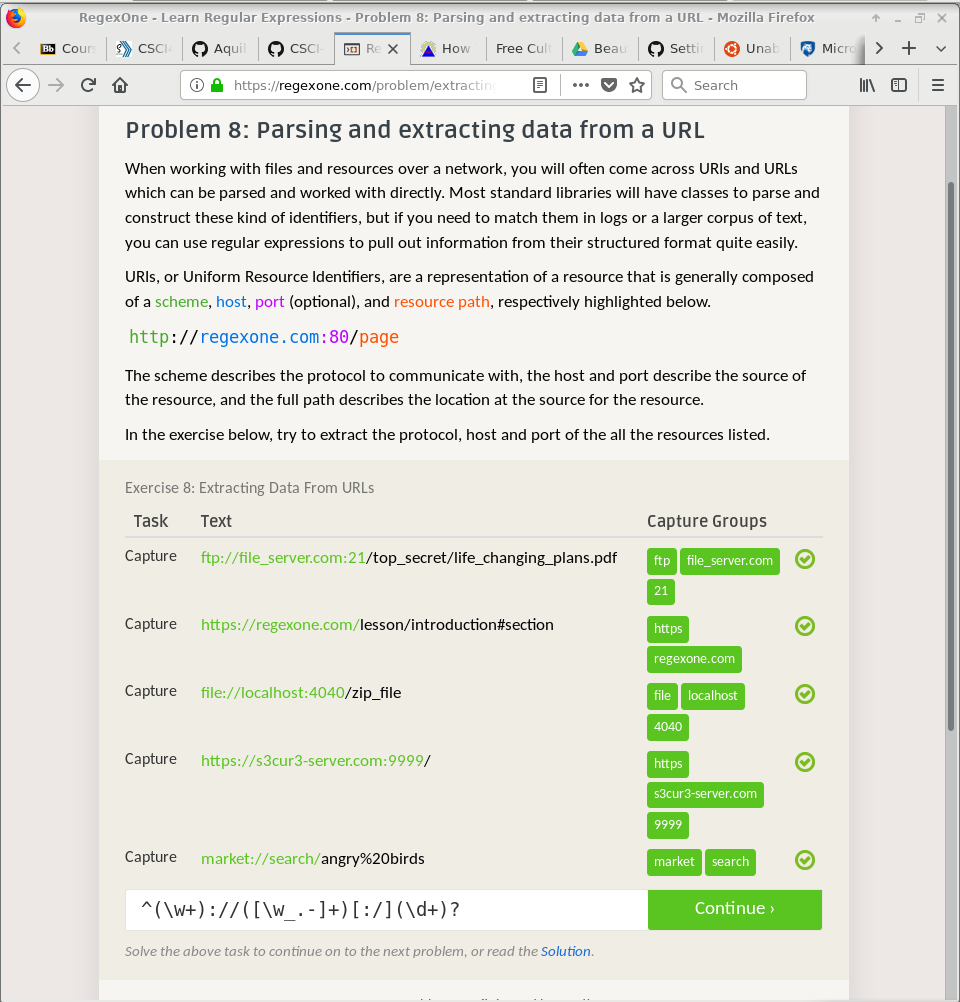 RegexOne - Learn Regular Expressions - Problem 8: Parsing and extracting data from a URL - Mozilla Firefox
Bb Cours CSCI- Aquil CSCI- Re How Free Cult Beau Settin Unab Micro
https://regexone.com/problem/extracting Search
Problem 8: Parsing and extracting data from a URL
When working with files and resources over a network, you will often come across URIs and URLs
which can be parsed and worked with directly. Most standard libraries will have classes to parse and
construct these kind of identifiers, but if you need to match them in logs or a larger corpus of text,
you can use regular expressions to pull out information from their structured format quite easily.
URIs, or Uniform Resource Identifiers, are a representation of a resource that is generally composed
of a scheme, host, port (optional), and resource path, respectively highlighted below.
http://regexone.com:80/page
The scheme describes the protocol to communicate with, the host and port describe the source of
the resource, and the full path describes the location at the source for the resource.
In the exercise below, try to extract the protocol, host and port of the all the resources listed.
Exercise 8: Extracting Data From URLs
Task Text Capture Groups
Capture ftp://file_server.com:21/top_secret/life_changing_plans.pdf ftp file_server.com
21
Capture https://regexone.com/lesson/introduction#section https
regexone.com
Capture file://localhost:4040/zip_file file localhost
4040
Capture https://s3cur3-server.com:9999/ https
s3cur3-server.com
9999
Capture market://search/angry%20birds market search
^(\w+)://([\w_.-]+)[:/](\d+)? Continue ›
Solve the above task to continue on to the next problem, or read the Solution.